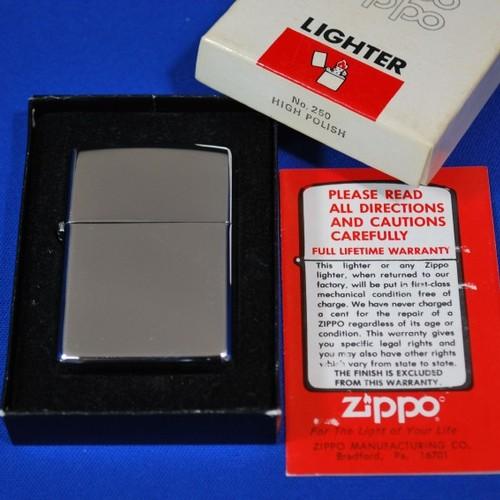 Zippo
LIGHTER
No. 250
HIGH POLISH
PLEASE READ
ALL DIRECTIONS
AND CAUTIONS
CAREFULLY
FULL LIFETIME WARRANTY
This lighter or any Zippo
lighter, when returned to our
factory, will be put in first-class
mechanical condition free of
charge. We have never charged
a cent for the repair of a
ZIPPO regardless of its age or
condition. This warranty gives
you specific legal rights and
you may also have other rights
which vary from state to state.
THE FINISH IS EXCLUDED
FROM THIS WARRANTY.
Zippo
For The Light of Your Life
ZIPPO MANUFACTURING CO.
Bradford, Pa. 16701